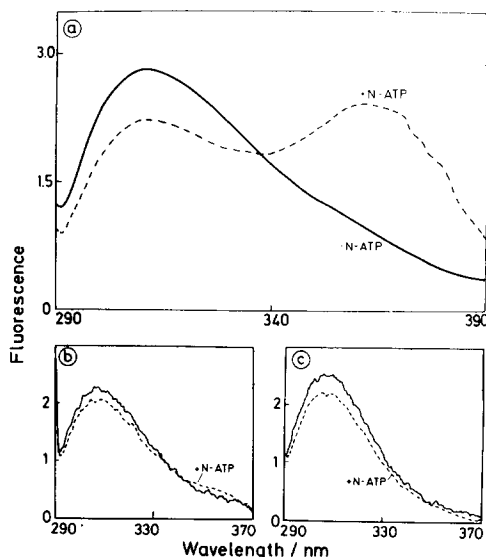 a
3.0
+N-ATP
1.5
-N-ATP
0
290
340
390
Fluorescence
b
2
+N-ATP
1
0
290
330
370
c
2
1
+N-ATP
0
290
330
370
Wavelength / nm